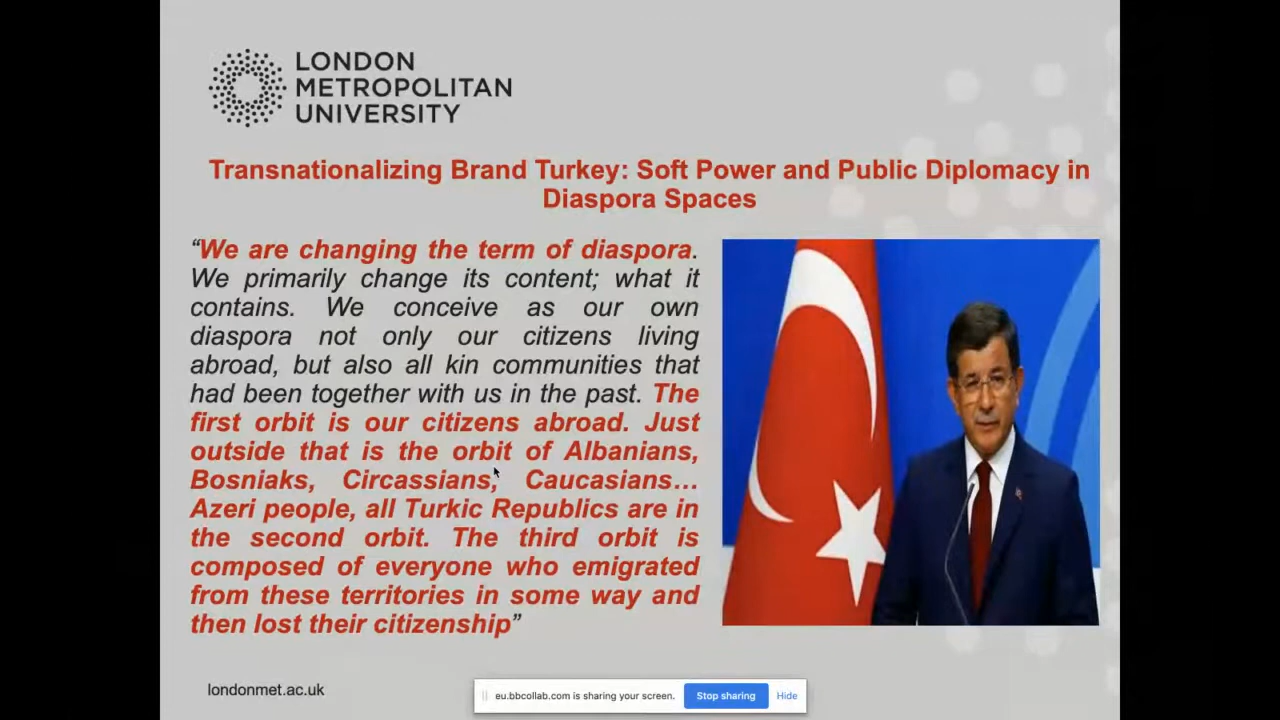 LONDON
METROPOLITAN
UNIVERSITY
Transnationalizing Brand Turkey: Soft Power and Public Diplomacy in
Diaspora Spaces
“We are changing the term of diaspora.
We primarily change its content; what it
contains. We conceive as our own
diaspora not only our citizens living
abroad, but also all kin communities that
had been together with us in the past. The
first orbit is our citizens abroad. Just
outside that is the orbit of Albanians,
Bosniaks, Circassians, Caucasians…
Azeri people, all Turkic Republics are in
the second orbit. The third orbit is
composed of everyone who emigrated
from these territories in some way and
then lost their citizenship”
londonmet.ac.uk
eu.bbcollab.com is sharing your screen. Stop sharing Hide